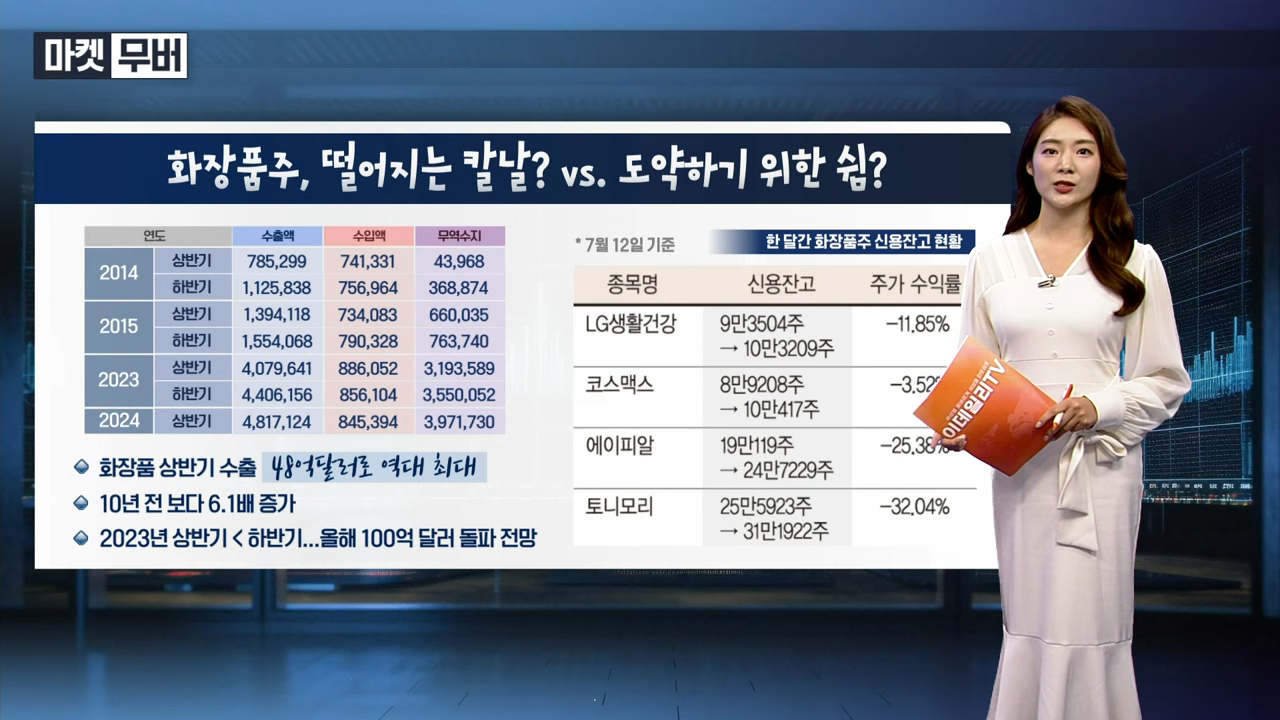 마켓 무버
화장품주, 떨어지는 칼날? vs. 도약하기 위한 쉼?
연도 수출액 수입액 무역수지
2014 상반기 785,299 741,331 43,968
하반기 1,125,838 756,964 368,874
2015 상반기 1,394,118 734,083 660,035
하반기 1,554,068 790,328 763,740
2023 상반기 4,079,641 886,052 3,193,589
하반기 4,406,156 856,104 3,550,052
2024 상반기 4,817,124 845,394 3,971,730
화장품 상반기 수출 48억달러로 역대 최대
10년 전 보다 6.1배 증가
2023년 상반기 < 하반기...올해 100억 달러 돌파 전망
* 7월 12일 기준
한 달간 화장품주 신용잔고 현황
종목명 신용잔고 주가 수익률
LG생활건강 9만3504주 -11.85%
→ 10만3209주
코스맥스 8만9208주 -3.52
→ 10만417주
에이피알 19만119주 -25.38%
→ 24만7229주
토니모리 25만5923주 -32.04%
→ 31만1922주
이데일리TV